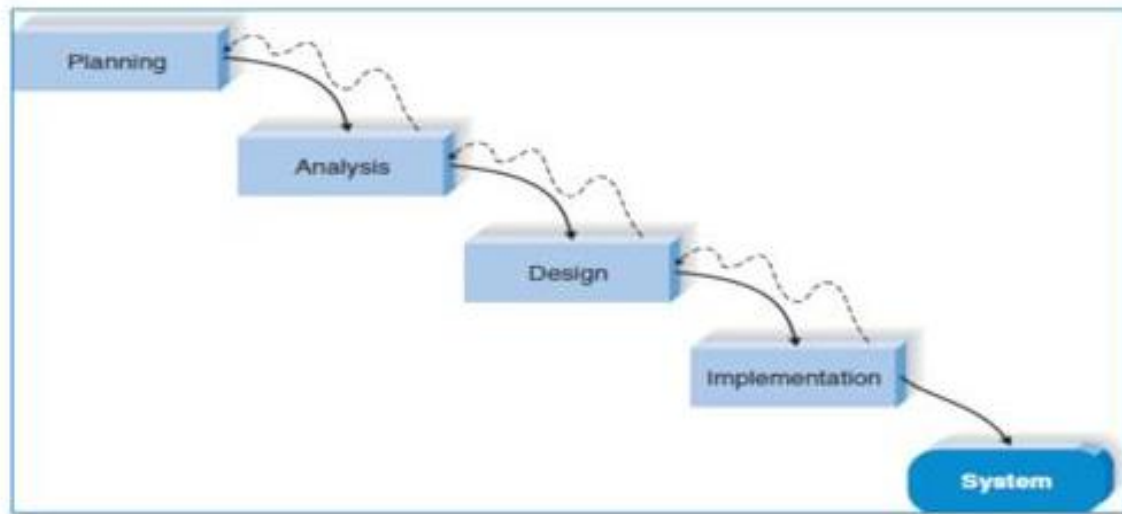 Planning
Analysis
Design
Implementation
System